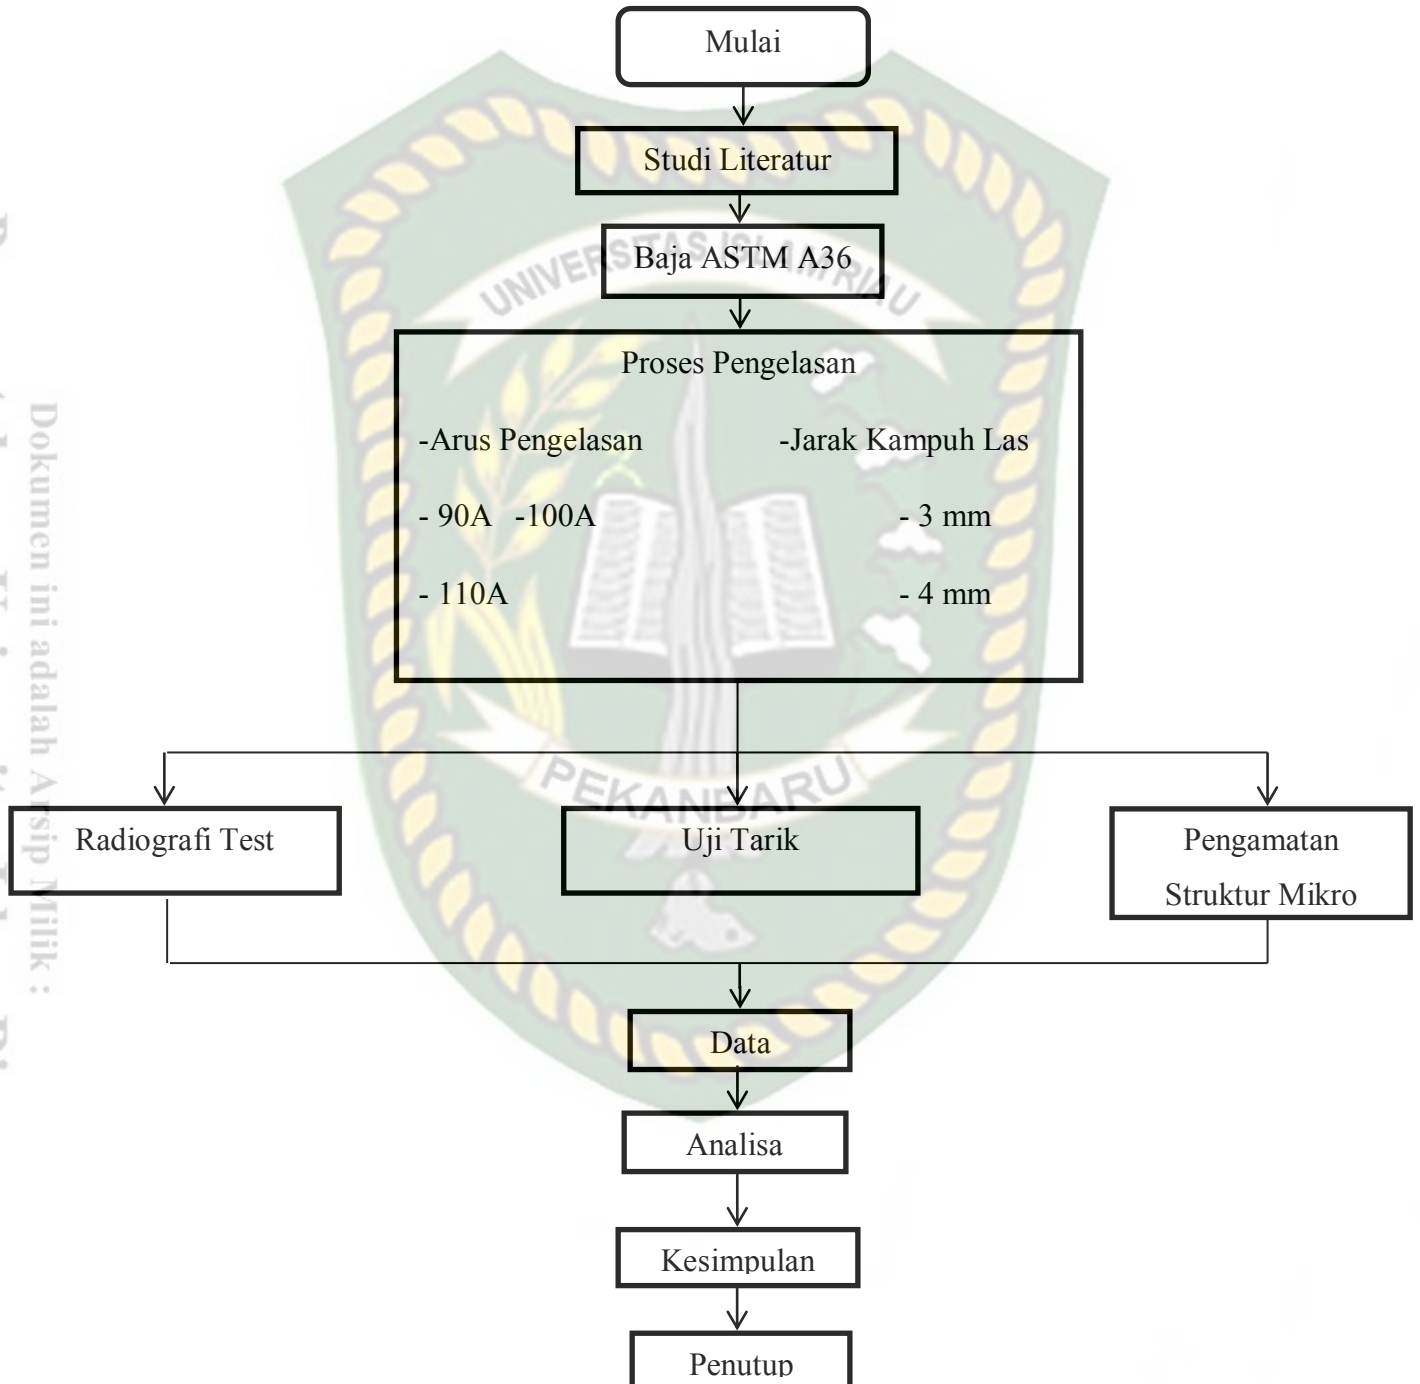 Mulai
Studi Literatur
UNIVERSITAS ISLAM RIAU
Baja ASTM A36
Proses Pengelasan
-Arus Pengelasan -Jarak Kampuh Las
- 90A -100A - 3 mm
- 110A - 4 mm
PEKANBARU
Radiografi Test Uji Tarik Pengamatan
Struktur Mikro
Data
Analisa
Kesimpulan
Penutup
Dokumen ini adalah Arsip Milik :